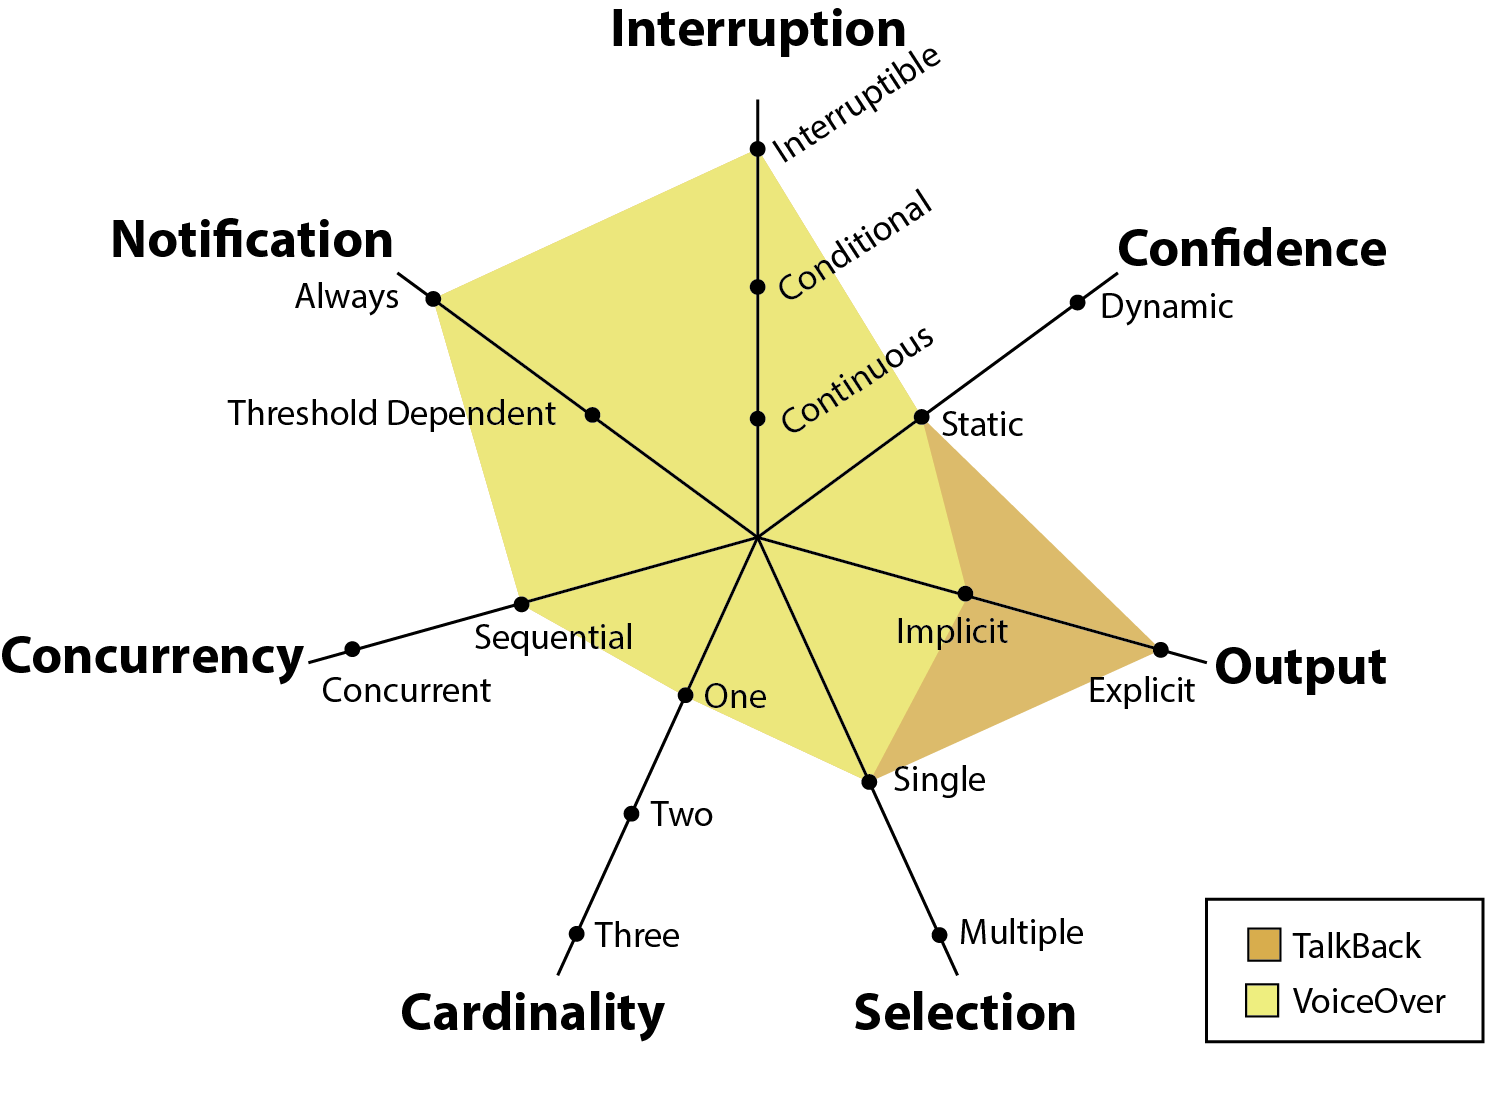 Interruption
Interruptible
Conditional
Continuous
Notification
Always
Threshold Dependent
Confidence
Dynamic
Static
Concurrency
Sequential
Concurrent
Implicit
Output
Explicit
One
Two
Three
Cardinality
Single
Multiple
Selection
TalkBack
VoiceOver